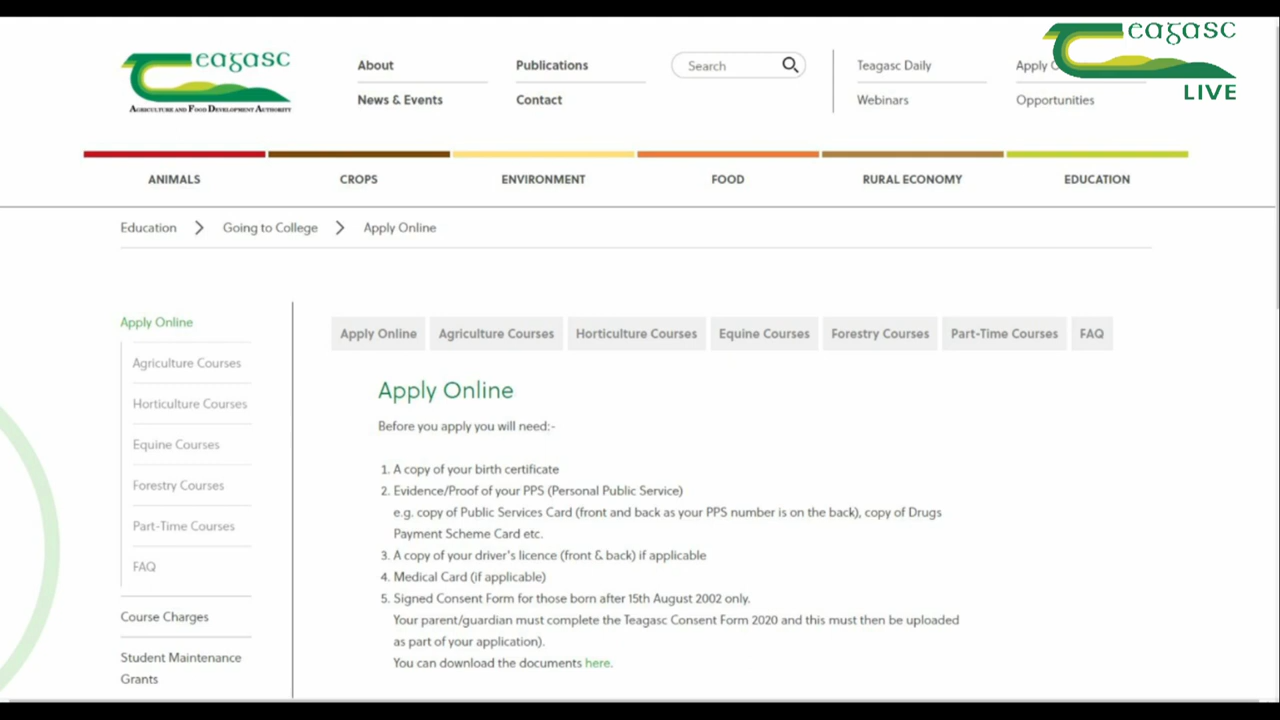 eagasc
AGRICULTURE AND FOOD DEVELOPMENT AUTHORITY
About
Publications
News & Events
Contact
Search
Teagasc Daily
Apply
Webinars
Opportunities
eagasc
LIVE
ANIMALS
CROPS
ENVIRONMENT
FOOD
RURAL ECONOMY
EDUCATION
Education
Going to College
Apply Online
Apply Online
Agriculture Courses
Horticulture Courses
Equine Courses
Forestry Courses
Part-Time Courses
FAQ
Course Charges
Student Maintenance
Grants
Apply Online
Agriculture Courses
Horticulture Courses
Equine Courses
Forestry Courses
Part-Time Courses
FAQ
Apply Online
Before you apply you will need:-
1. A copy of your birth certificate
2. Evidence/Proof of your PPS (Personal Public Service)
e.g. copy of Public Services Card (front and back as your PPS number is on the back), copy of Drugs
Payment Scheme Card etc.
3. A copy of your driver's licence (front & back) if applicable
4. Medical Card (if applicable)
5. Signed Consent Form for those born after 15th August 2002 only.
Your parent/guardian must complete the Teagasc Consent Form 2020 and this must then be uploaded
as part of your application).
You can download the documents here.